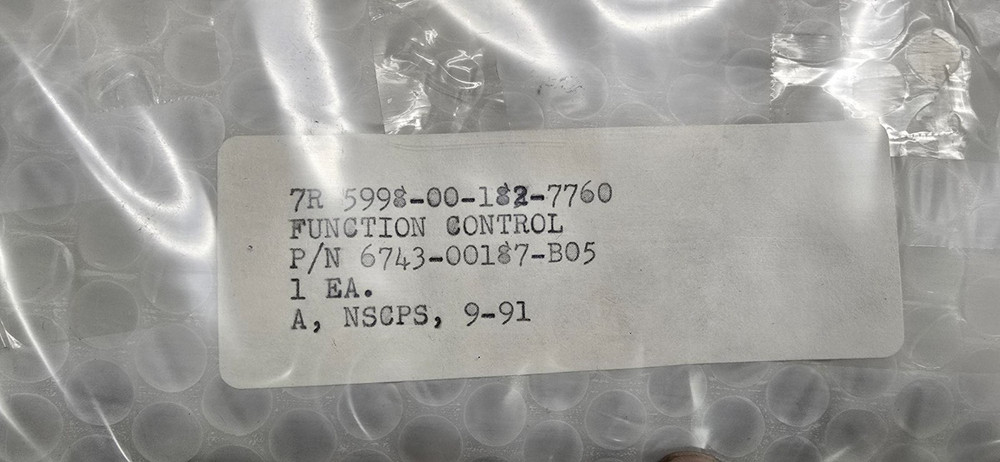 7R 5998-00-182-7760
FUNCTION CONTROL
P/N 6743-00187-B05
1 EA.
A, NSCPS, 9-91